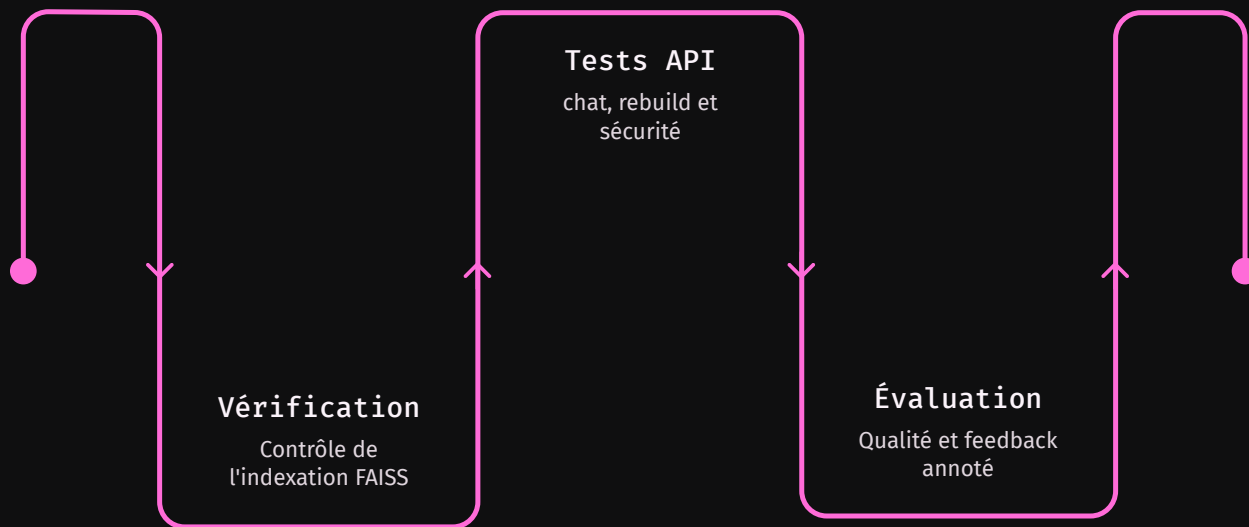 Tests API
chat, rebuild et
sécurité
Vérification
Contrôle de
l'indexation FAISS
Évaluation
Qualité et feedback
annoté